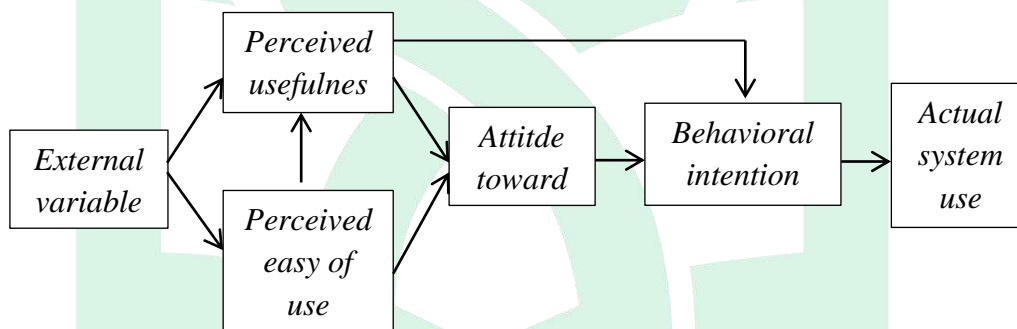 Perceived
usefulnes
External
variable
Perceived
easy of
use
Attitde
toward
Behavioral
intention
Actual
system
use